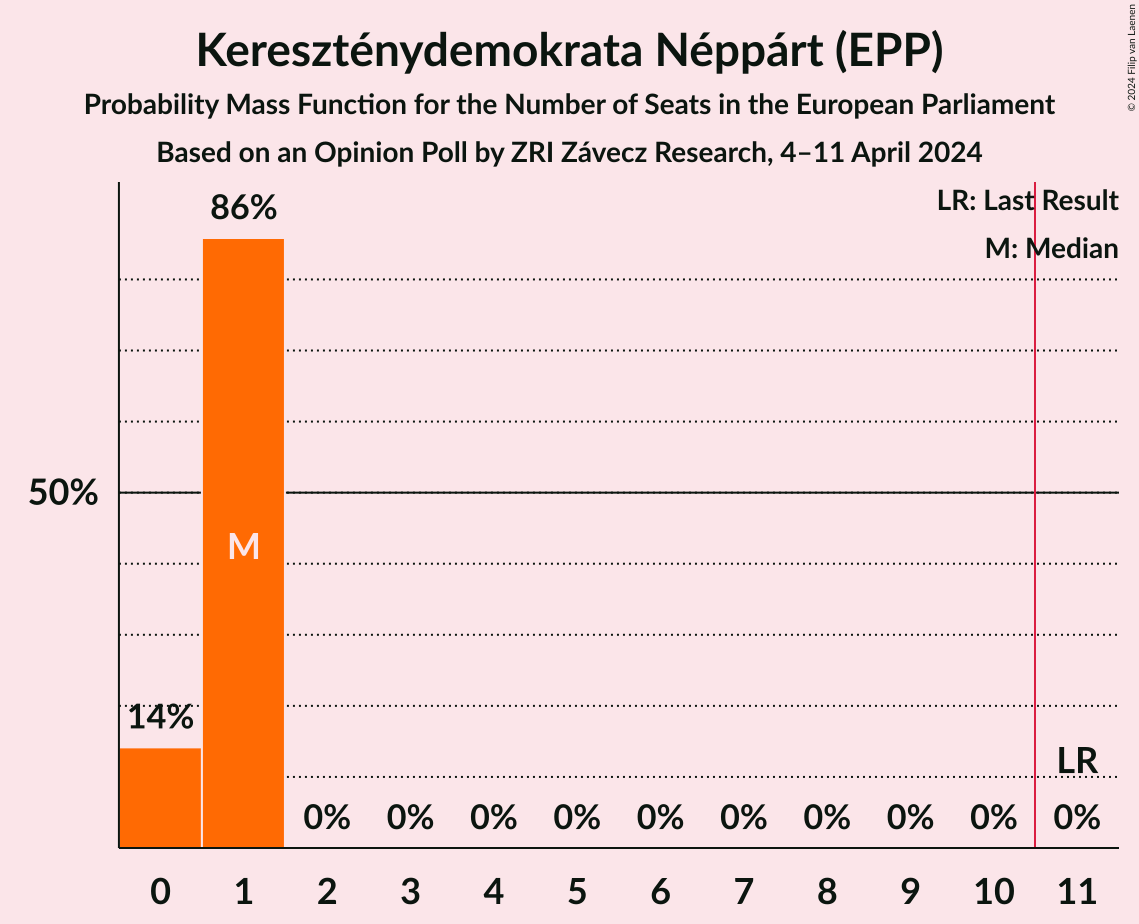 Kereszténydemokrata Néppárt (EPP)
Probability Mass Function for the Number of Seats in the European Parliament
Based on an Opinion Poll by ZRI Závecz Research, 4–11 April 2024
© 2024 Filip van Laenen
LR: Last Result
M: Median
86%
50%
M
14%
LR
0% 0% 0% 0% 0% 0% 0% 0% 0% 0%
0 1 2 3 4 5 6 7 8 9 10 11